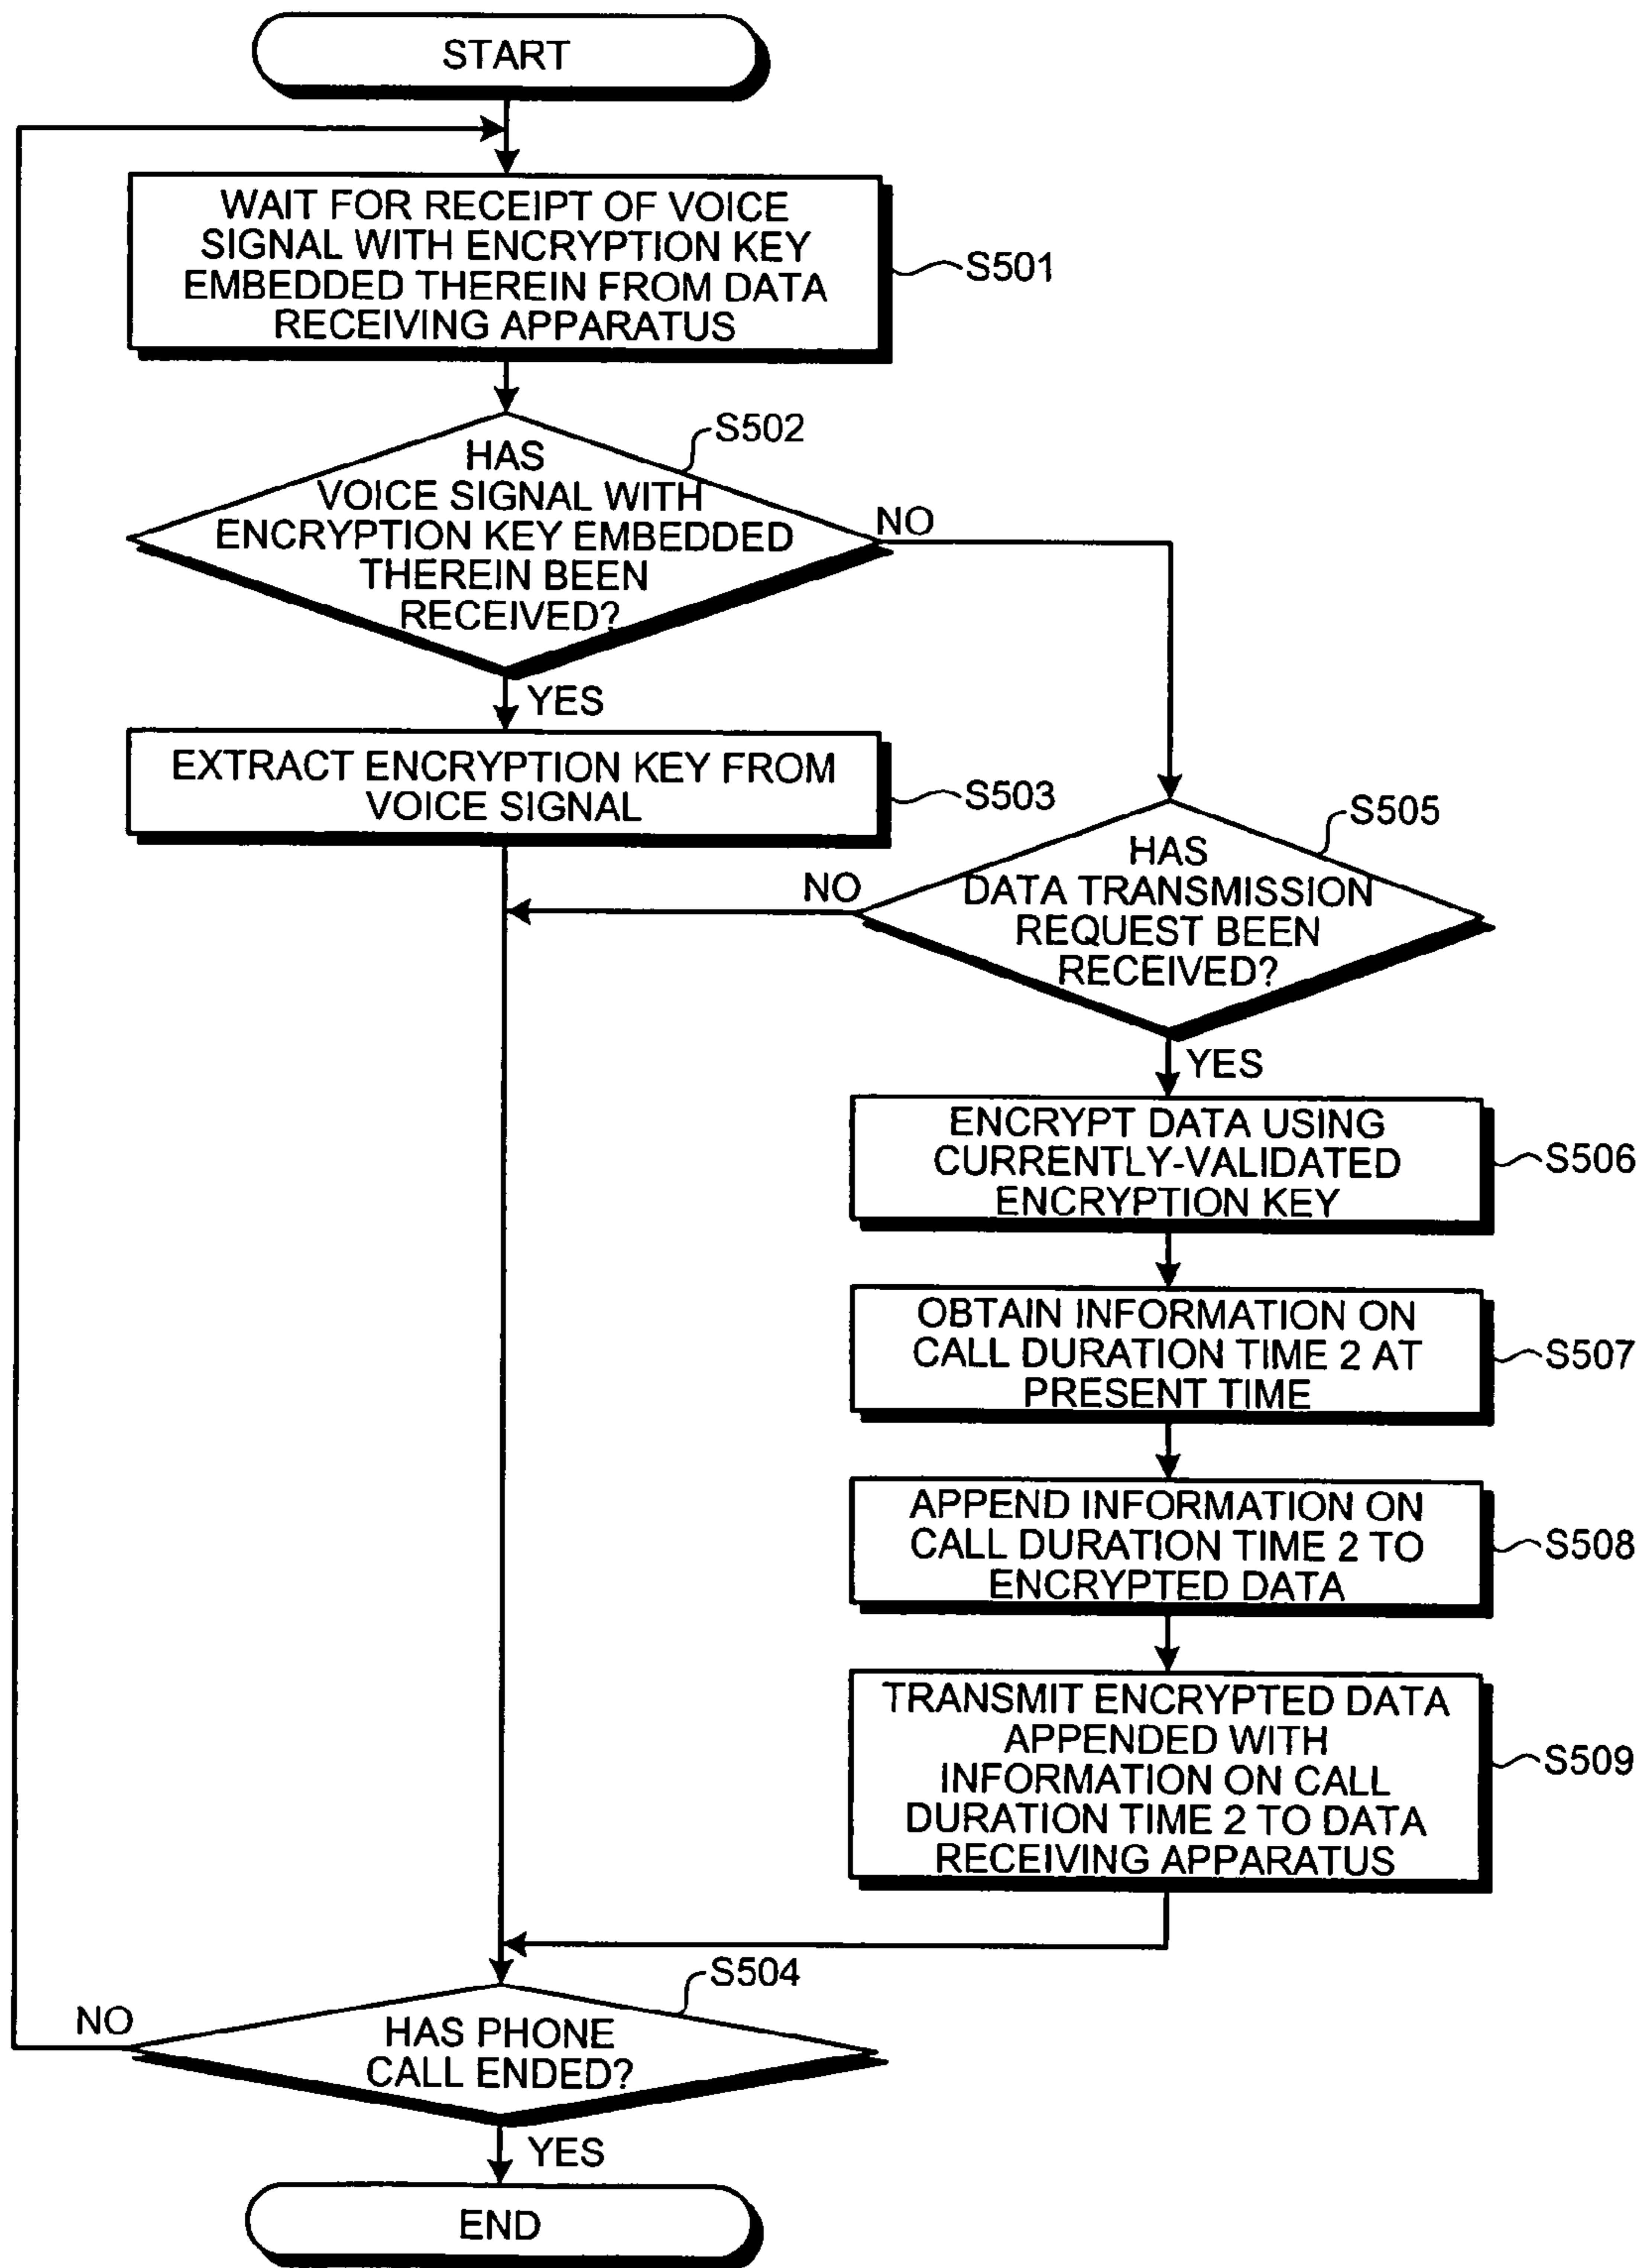 START
WAIT FOR RECEIPT OF VOICE
SIGNAL WITH ENCRYPTION KEY
EMBEDDED THEREIN FROM DATA
RECEIVING APPARATUS
S501
S502
HAS
VOICE SIGNAL WITH
ENCRYPTION KEY EMBEDDED
THEREIN BEEN
RECEIVED?
NO
YES
EXTRACT ENCRYPTION KEY FROM
VOICE SIGNAL
S503
S505
HAS
DATA TRANSMISSION
REQUEST BEEN
RECEIVED?
NO
YES
ENCRYPT DATA USING
CURRENTLY-VALIDATED
ENCRYPTION KEY
S506
OBTAIN INFORMATION ON
CALL DURATION TIME 2 AT
PRESENT TIME
S507
APPEND INFORMATION ON
CALL DURATION TIME 2 TO
ENCRYPTED DATA
S508
TRANSMIT ENCRYPTED DATA
APPENDED WITH
INFORMATION ON CALL
DURATION TIME 2 TO DATA
RECEIVING APPARATUS
S509
S504
HAS PHONE
CALL ENDED?
NO
YES
END